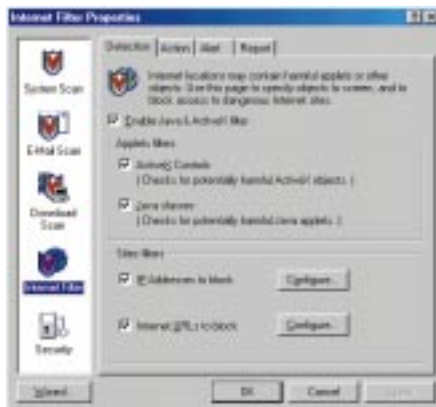 Internet Filter Properties
Detection
Action
Alert
Report
System Scan
E-Mail Scan
Download Scan
Internet Filter
Security
Internet locations may contain harmful applets or other
objects. Use this page to specify objects to screen, and to
block access to dangerous Internet sites.
Enable Java & ActiveX filter
Applets filters
ActiveX Controls
(Checks for potentially harmful ActiveX objects.)
Java classes
(Checks for potentially harmful Java applets.)
Sites filters
IP Addresses to block
Configure...
Internet URLs to block
Configure...
Wizard...
OK
Cancel
Apply